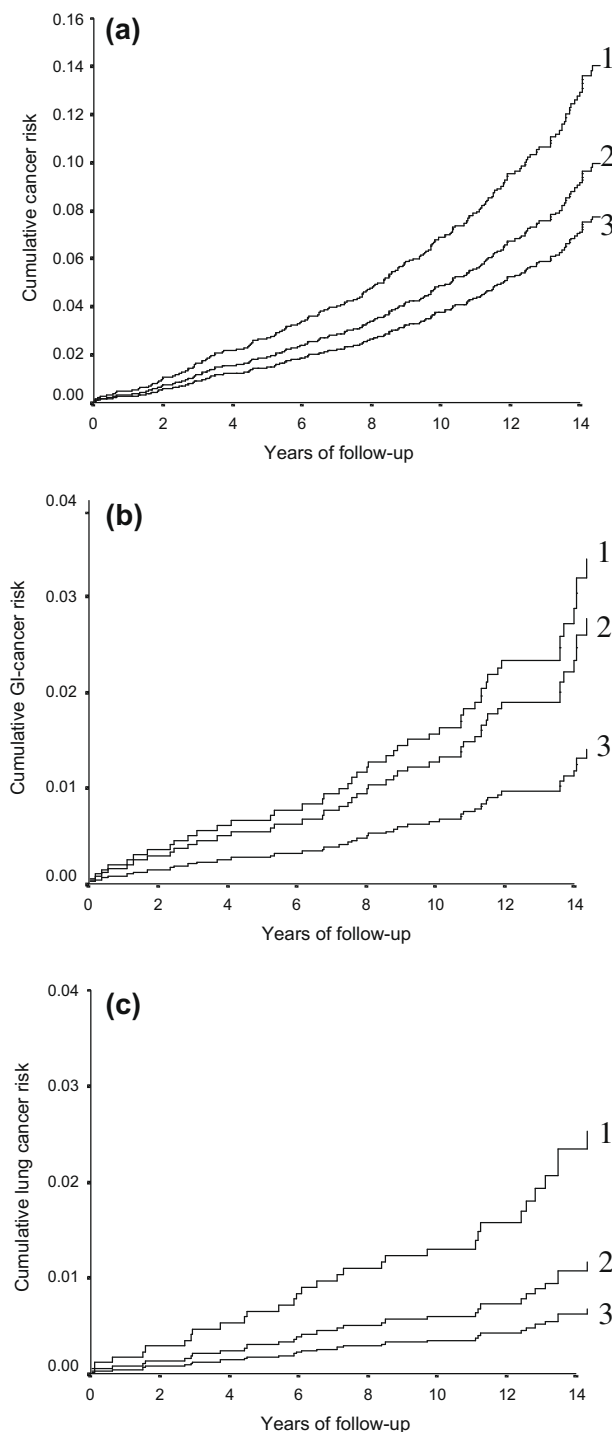 (a)
0.16
0.14
0.12
0.10
0.08
0.06
0.04
0.02
0.00
Cumulative cancer risk
1
2
3
0 2 4 6 8 10 12 14
Years of follow-up
(b)
0.04
0.03
0.02
0.01
0.00
Cumulative GI-cancer risk
1
2
3
0 2 4 6 8 10 12 14
Years of follow-up
(c)
0.04
0.03
0.02
0.01
0.00
Cumulative lung cancer risk
1
2
3
0 2 4 6 8 10 12 14
Years of follow-up